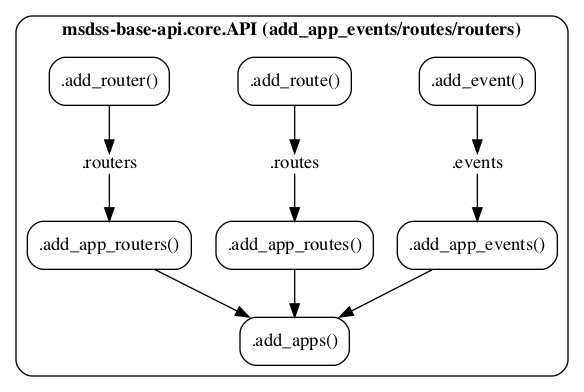 msdss-base-api.core.API (add_app_events/routes/routers)
.add_router() .add_route() .add_event()
.routers .routes .events
.add_app_routers() .add_app_routes() .add_app_events()
.add_apps()